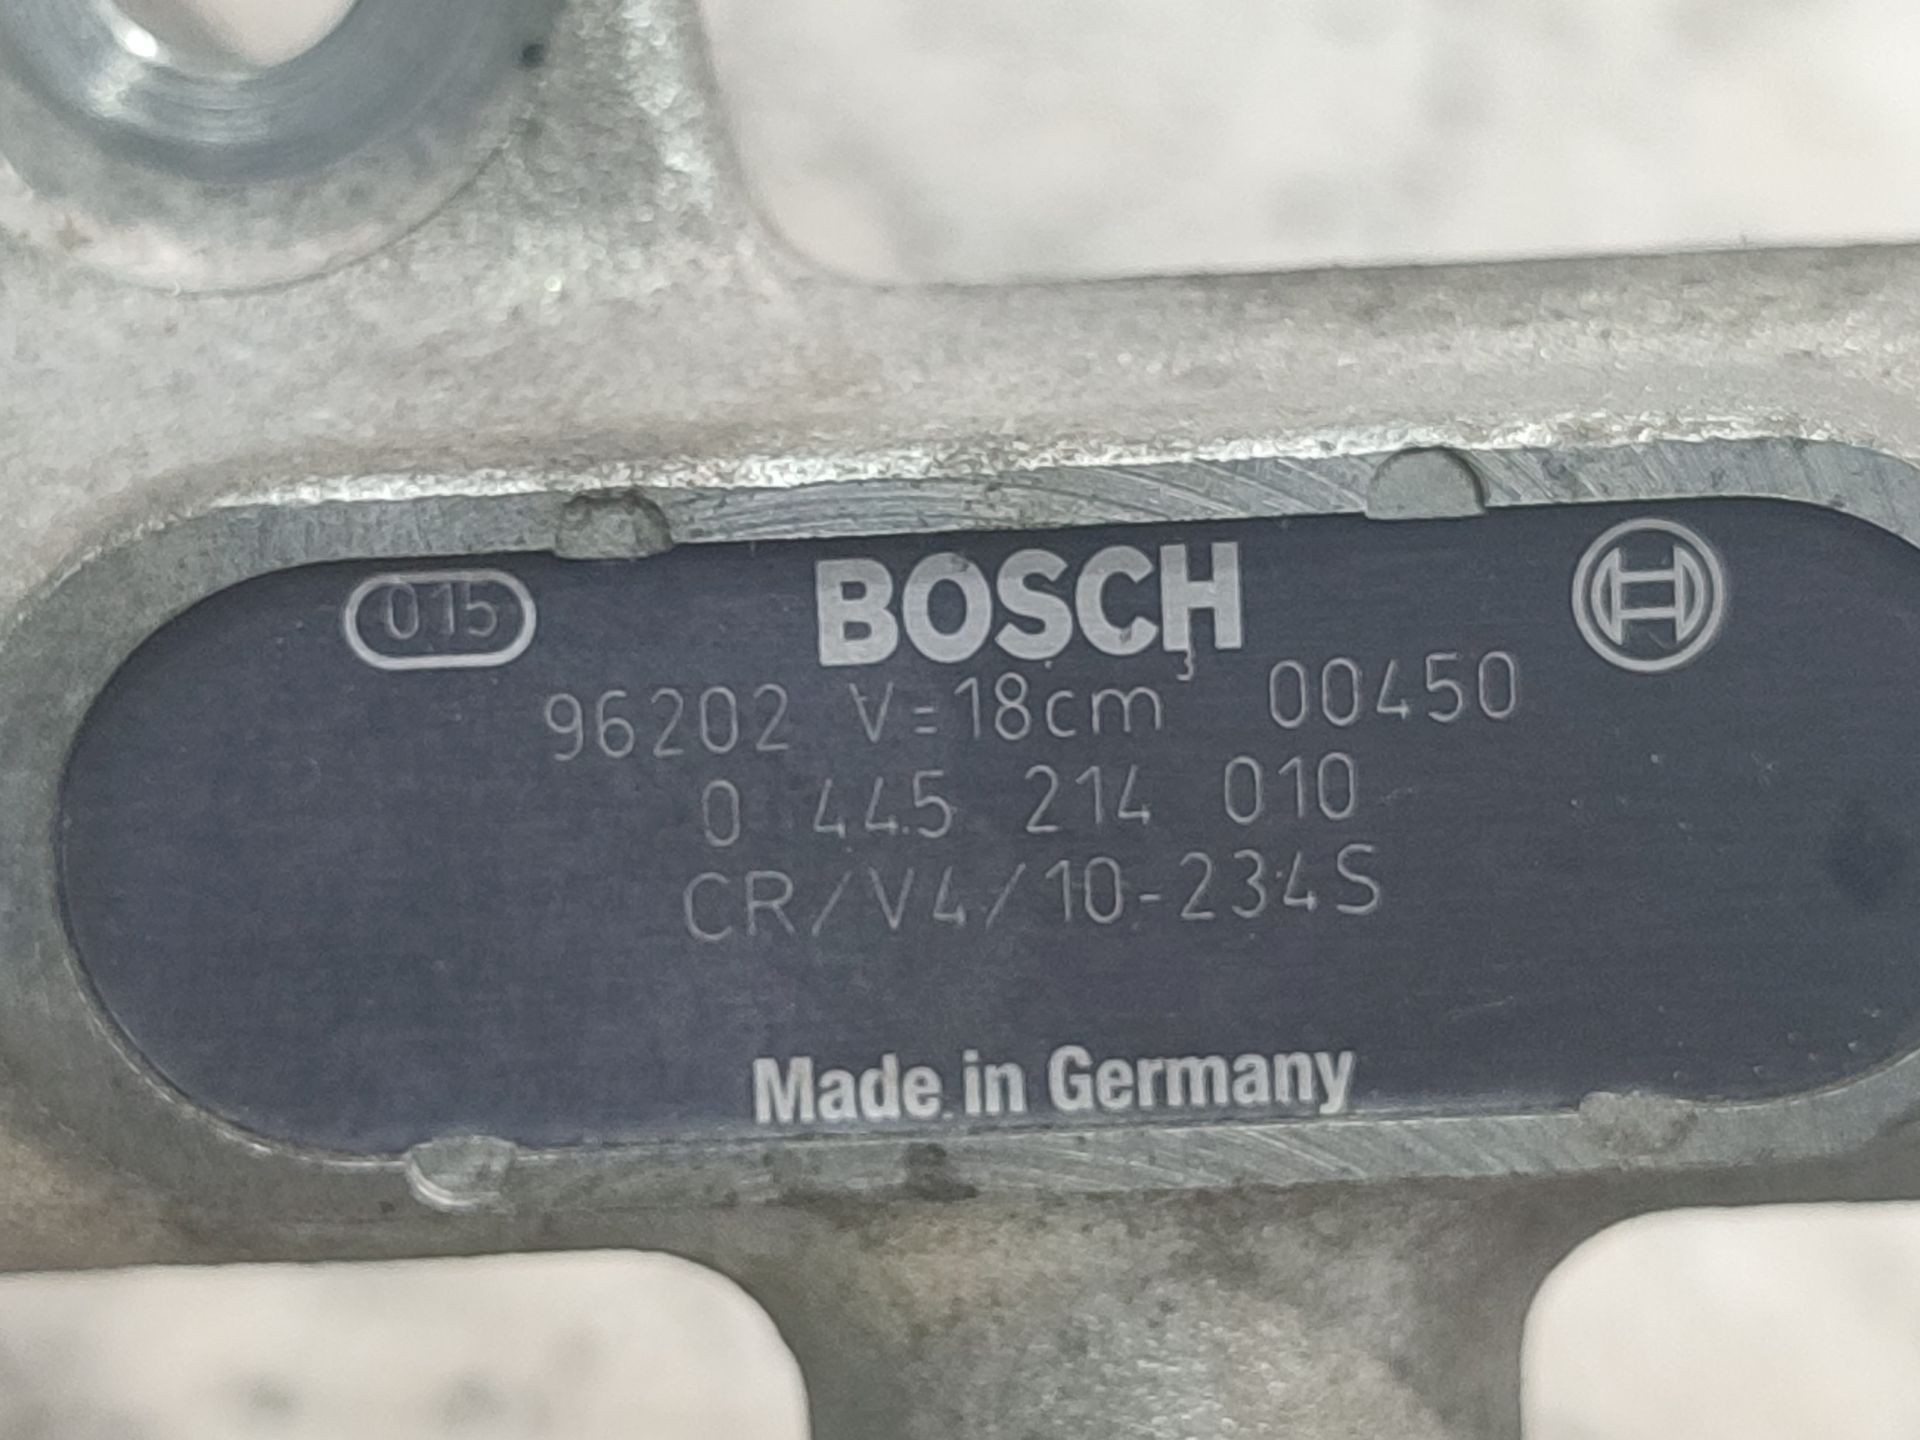 015 BOSCH
96202 V=18cm³ 00450
0 445 214 010
CR/V4/10-234S
Made in Germany